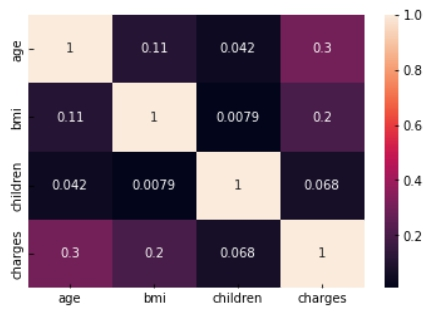 age 1 0.11 0.042 0.3
bmi 0.11 1 0.0079 0.2
children 0.042 0.0079 1 0.068
charges 0.3 0.2 0.068 1
age bmi children charges
1.0
0.8
0.6
0.4
0.2